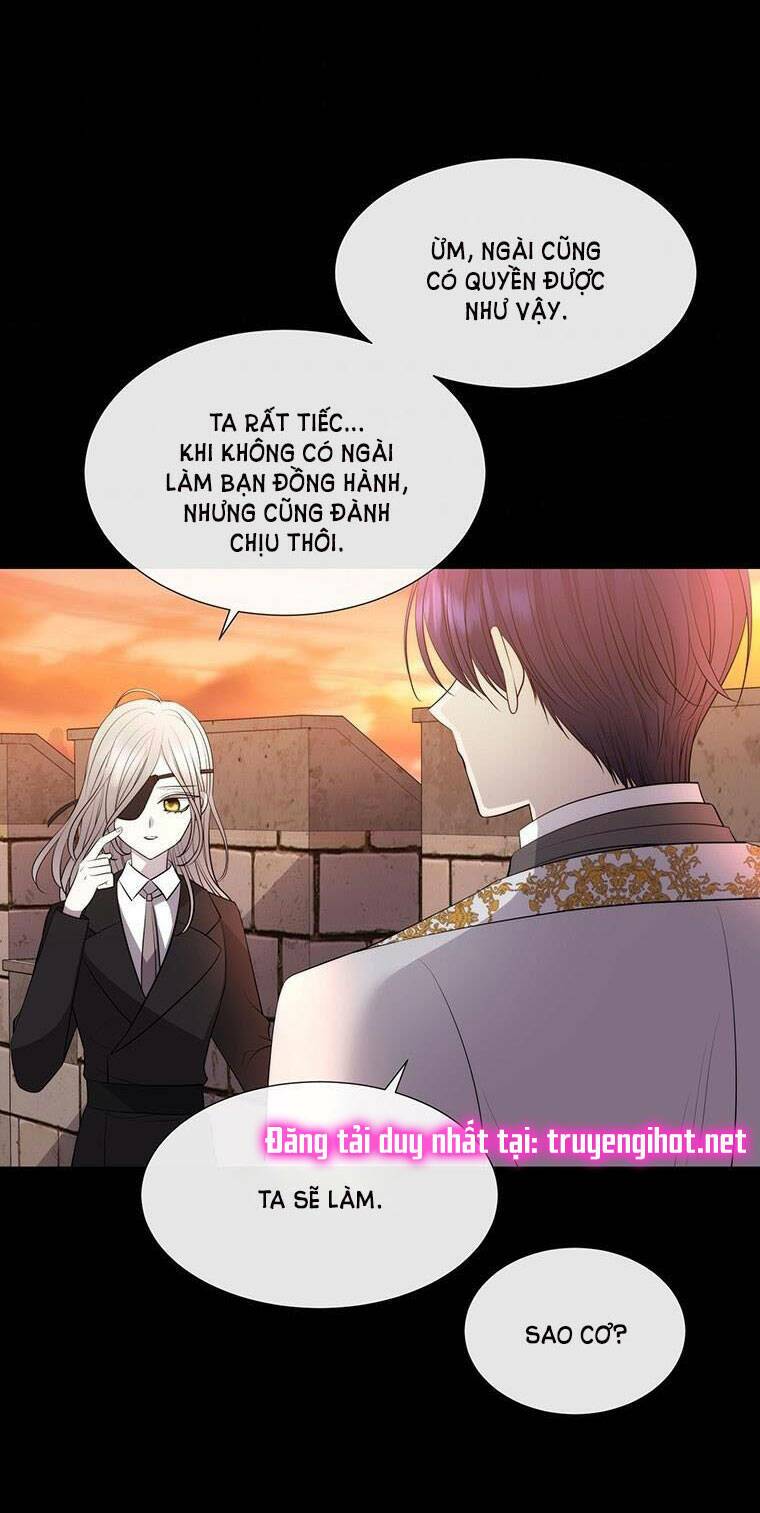 ỪM, NGÀI CŨNG
CÓ QUYỀN ĐƯỢC
NHƯ VẬY.
TA RẤT TIẾC...
KHI KHÔNG CÓ NGÀI
LÀM BẠN ĐỒNG HÀNH,
NHƯNG CŨNG ĐÀNH
CHỊU THÔI.
Đăng tải duy nhất tại: truyengihot.net
TA SẼ LÀM.
SAO CƠ?